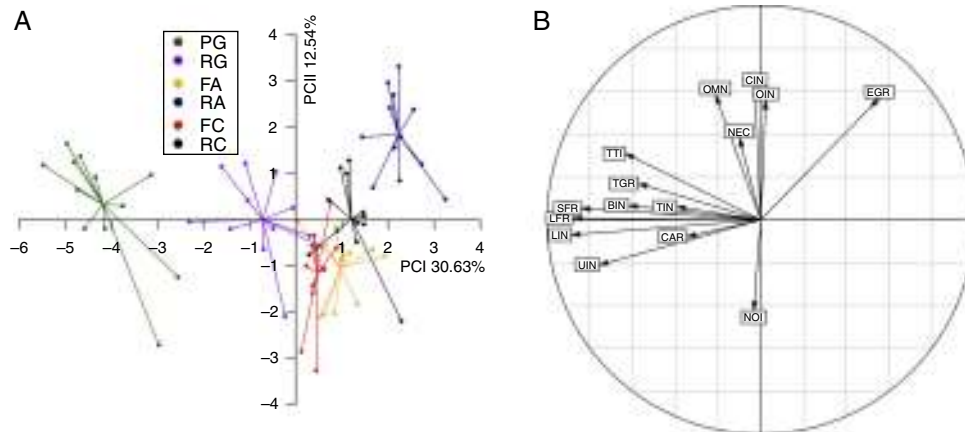 A
PG
RG
FA
RA
FC
RC
PCII 12.54%
4
3
2
1
–6 –5 –4 –3 –2 –1 1 2 3 4
PCI 30.63%
–1
–2
–3
–4
B
CIN
OMN
OIN
EGR
NEC
TTI
TGR
SFR
BIN
TIN
LFR
LIN
CAR
UIN
NOI